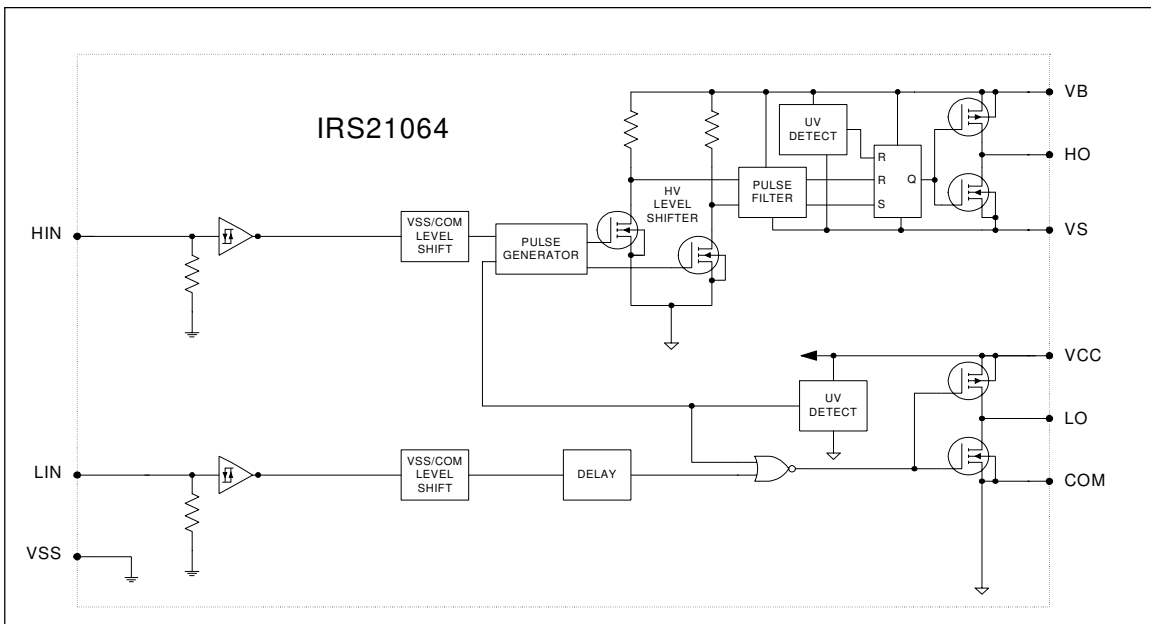 IRS21064
VB
UV
DETECT
HO
R
R
Q
S
HV
LEVEL
SHIFTER
PULSE
FILTER
VS
HIN
VSS/COM
LEVEL
SHIFT
PULSE
GENERATOR
VCC
UV
DETECT
LO
LIN
VSS/COM
LEVEL
SHIFT
DELAY
COM
VSS